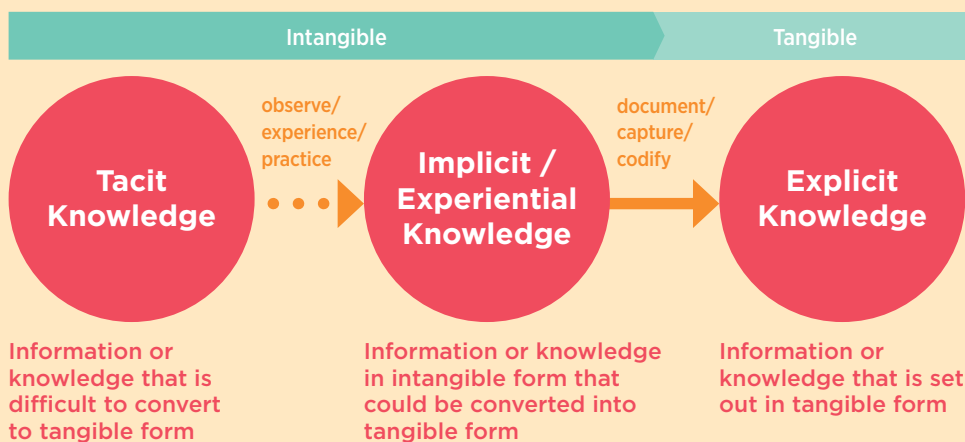 Intangible
Tangible
observe/
experience/
practice
document/
capture/
codify
Tacit
Knowledge
Implicit /
Experiential
Knowledge
Explicit
Knowledge
Information or
knowledge that is
difficult to convert
to tangible form
Information or knowledge
in intangible form that
could be converted into
tangible form
Information or
knowledge that is set
out in tangible form